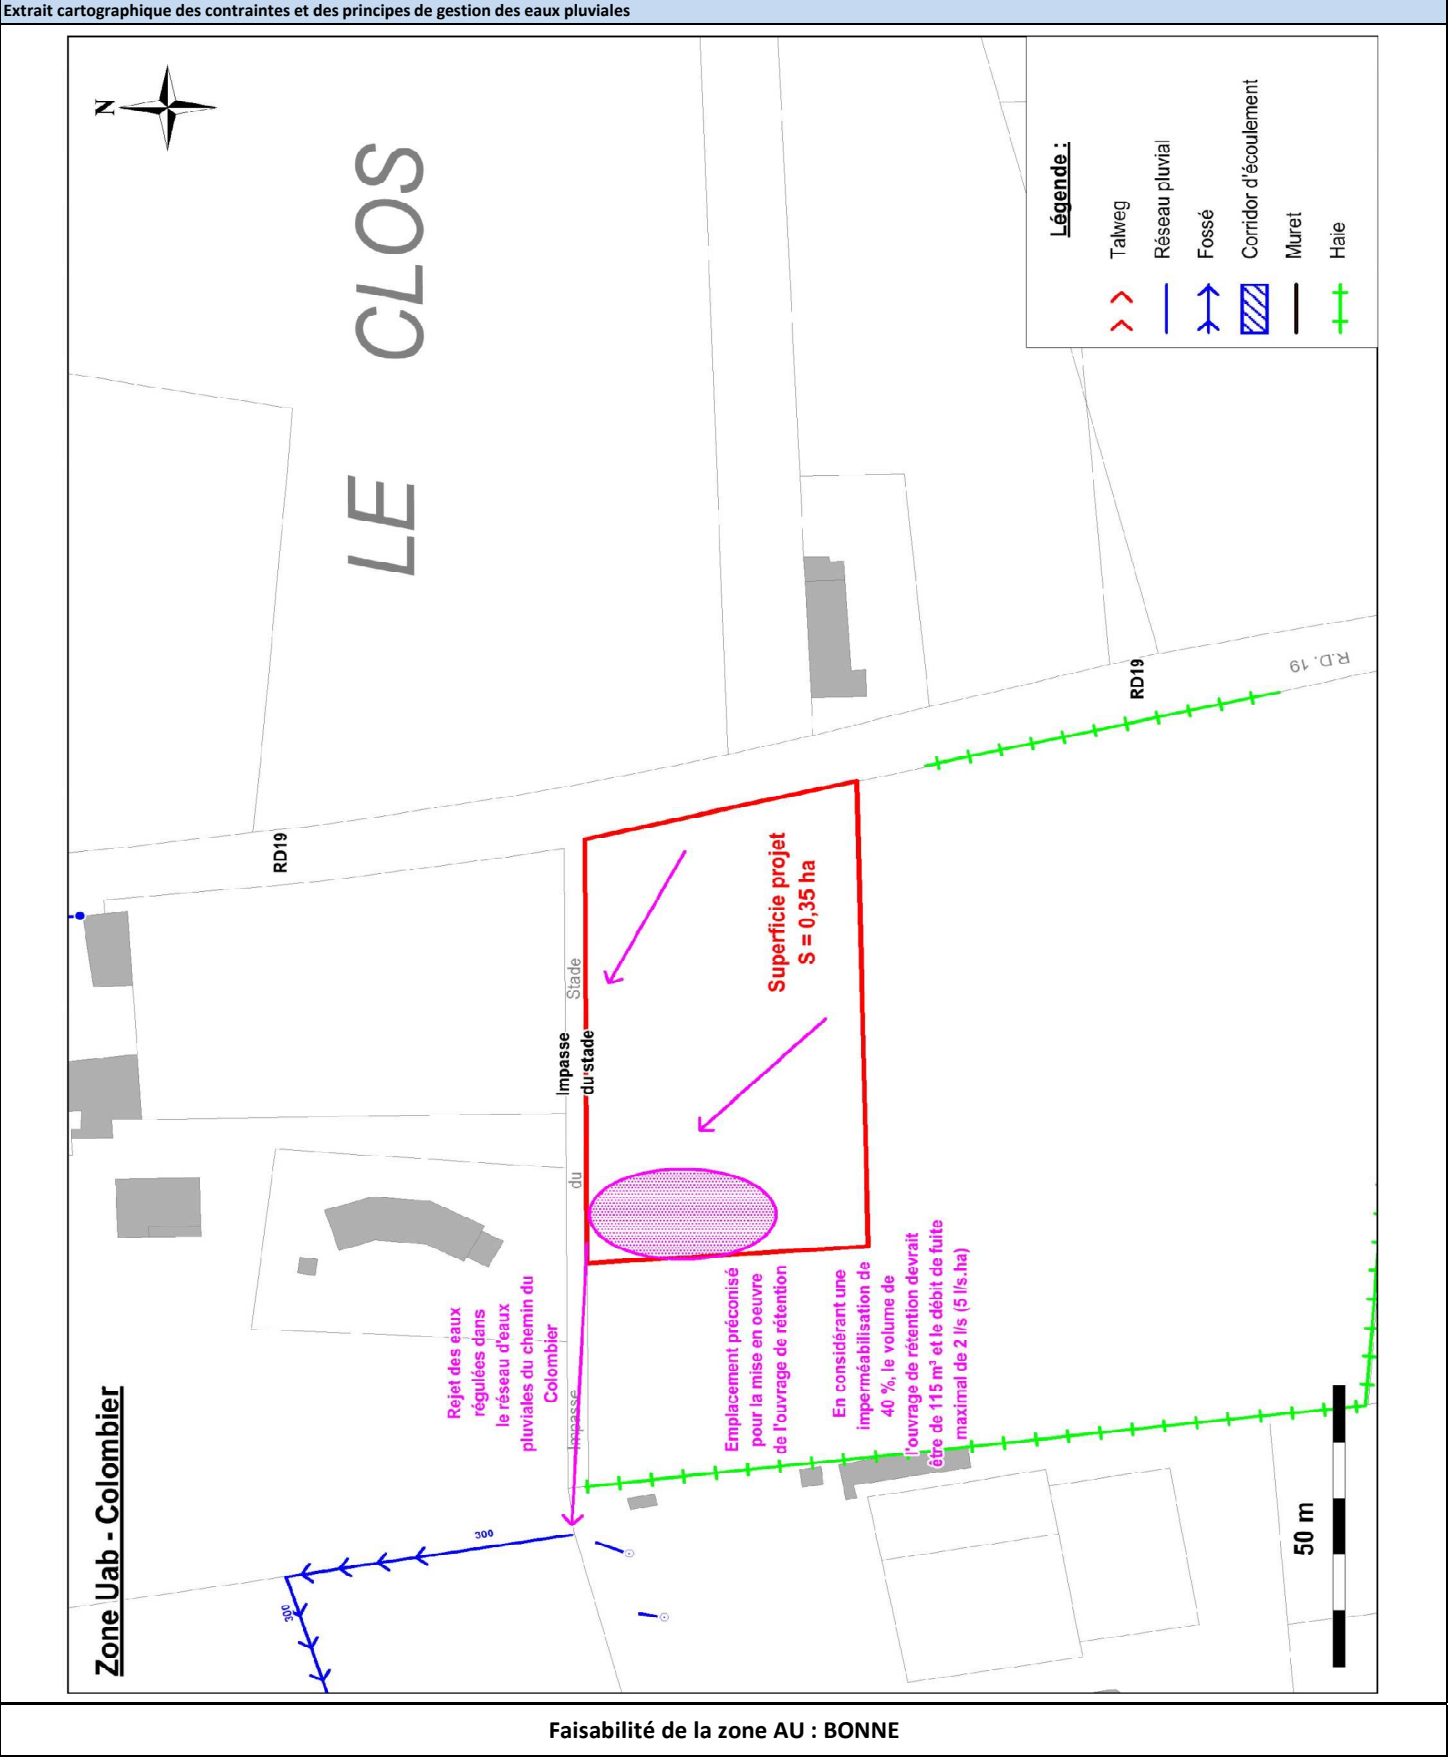 Extrait cartographique des contraintes et des principes de gestion des eaux pluviales
Zone Uab - Colombier
N
LE CLOS
RD19
RD19
R.D. 19
Impasse
du
Stade
Impasse
du stade
Superficie projet
S = 0,35 ha
Rejet des eaux
régulées dans
le réseau d'eaux
pluviales du chemin du
Colombier
Emplacement préconisé
pour la mise en oeuvre
de l'ouvrage de rétention
En considérant une
imperméabilisation de
40 %, le volume de
l'ouvrage de rétention devrait
être de 115 m³ et le débit de fuite
maximal de 2 l/s (5 l/s.ha)
300
300
50 m
Légende :
Talweg
Réseau pluvial
Fossé
Corridor d'écoulement
Muret
Haie
Faisabilité de la zone AU : BONNE